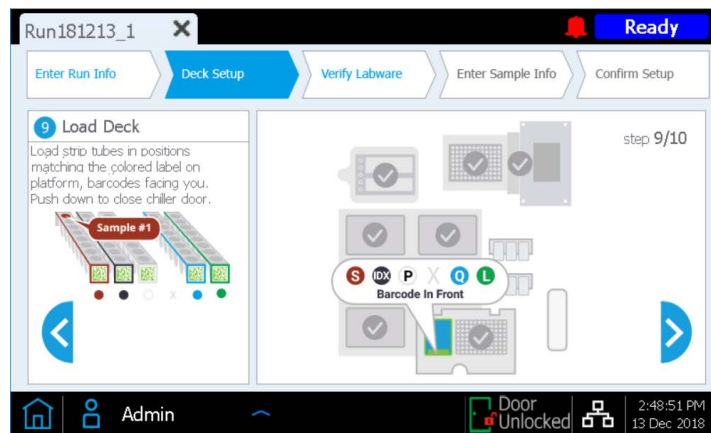 Run181213_1
Ready
Enter Run Info
Deck Setup
Verify Labware
Enter Sample Info
Confirm Setup
9 Load Deck
Load strip tubes in positions
matching the colored label on
platform, barcodes facing you.
Push down to close chiller door.
Sample #1
X
step 9/10
S IDX P X Q L
Barcode In Front
Admin
Door
Unlocked
2:48:51 PM
13 Dec 2018